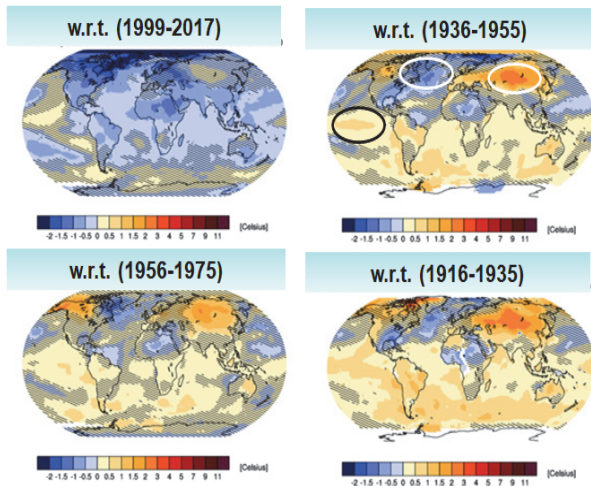 w.r.t. (1999-2017)
w.r.t. (1936-1955)
-2 -1.5 -1 -0.5 0 0.5 1 1.5 2 3 5 7 9 11 [Celsius]
-2 -1.5 -1 -0.5 0 0.5 1 1.5 2 3 5 7 9 11 [Celsius]
w.r.t. (1956-1975)
w.r.t. (1916-1935)
-2 -1.5 -1 -0.5 0 0.5 1 1.5 2 3 5 7 9 11 [Celsius]
-2 -1.5 -1 -0.5 0 0.5 1 1.5 2 3 5 7 9 11 [Celsius]